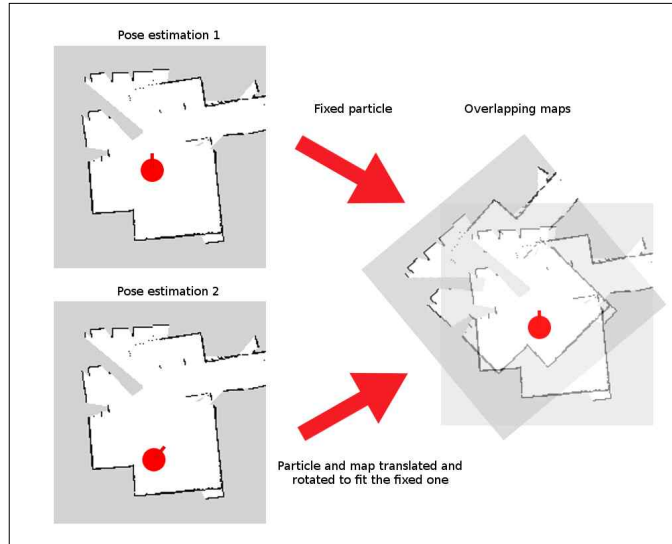 Pose estimation 1
Fixed particle
Overlapping maps
Pose estimation 2
Particle and map translated and
rotated to fit the fixed one